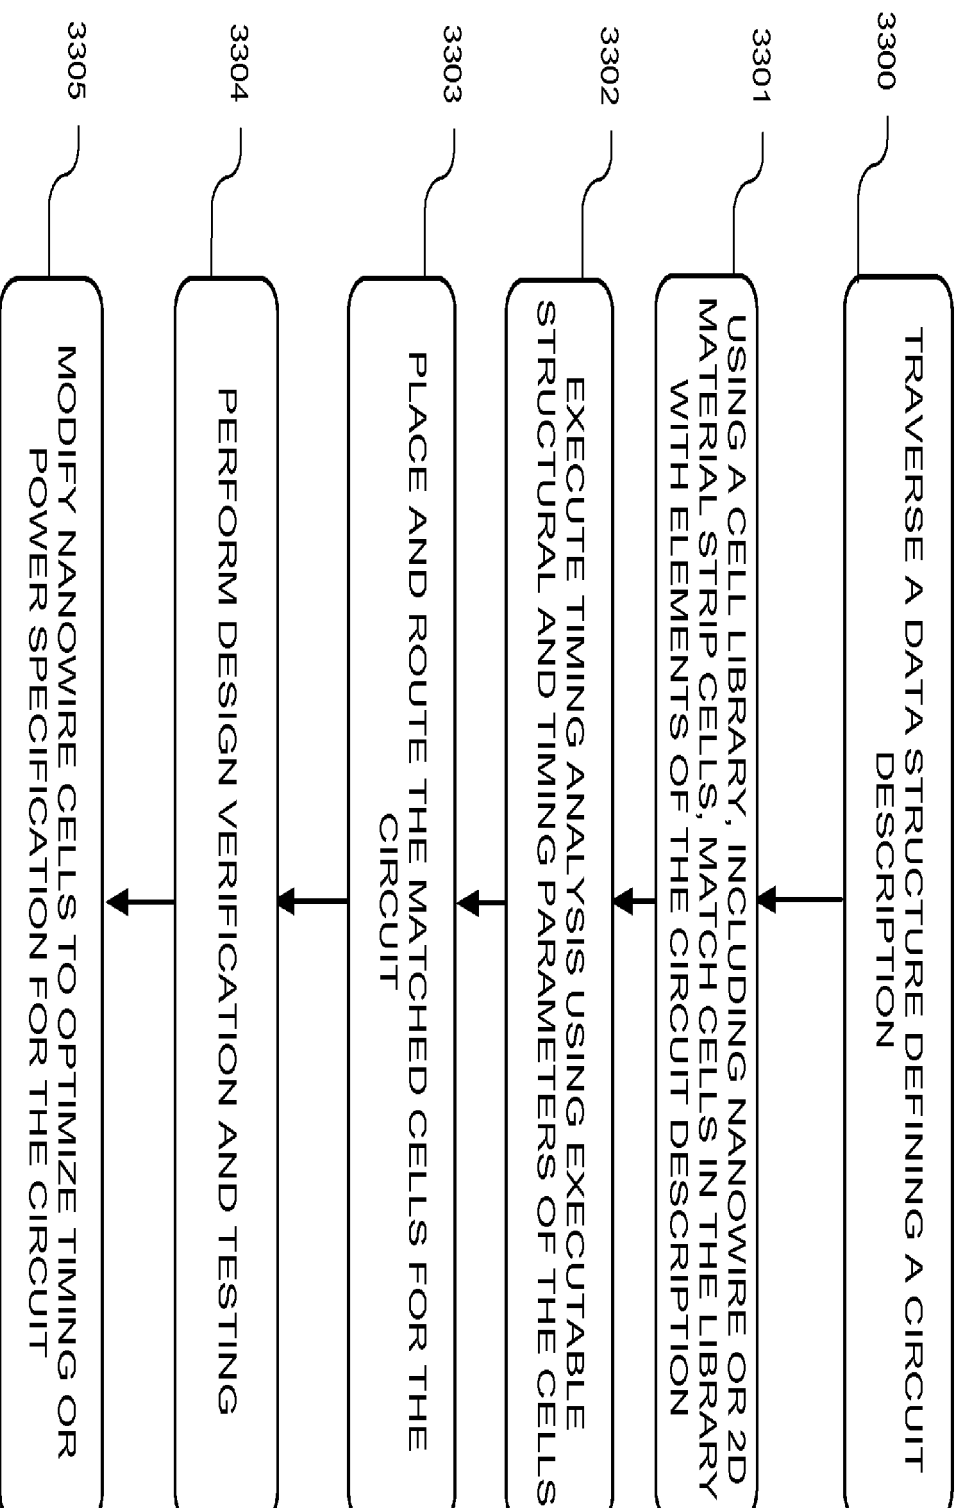 3300
TRAVERSE A DATA STRUCTURE DEFINING A CIRCUIT
DESCRIPTION
3301
USING A CELL LIBRARY, INCLUDING NANOWIRE OR 2D
MATERIAL STRIP CELLS, MATCH CELLS IN THE LIBRARY
WITH ELEMENTS OF THE CIRCUIT DESCRIPTION
3302
EXECUTE TIMING ANALYSIS USING EXECUTABLE
STRUCTURAL AND TIMING PARAMETERS OF THE CELLS
3303
PLACE AND ROUTE THE MATCHED CELLS FOR THE
CIRCUIT
3304
PERFORM DESIGN VERIFICATION AND TESTING
3305
MODIFY NANOWIRE CELLS TO OPTIMIZE TIMING OR
POWER SPECIFICATION FOR THE CIRCUIT